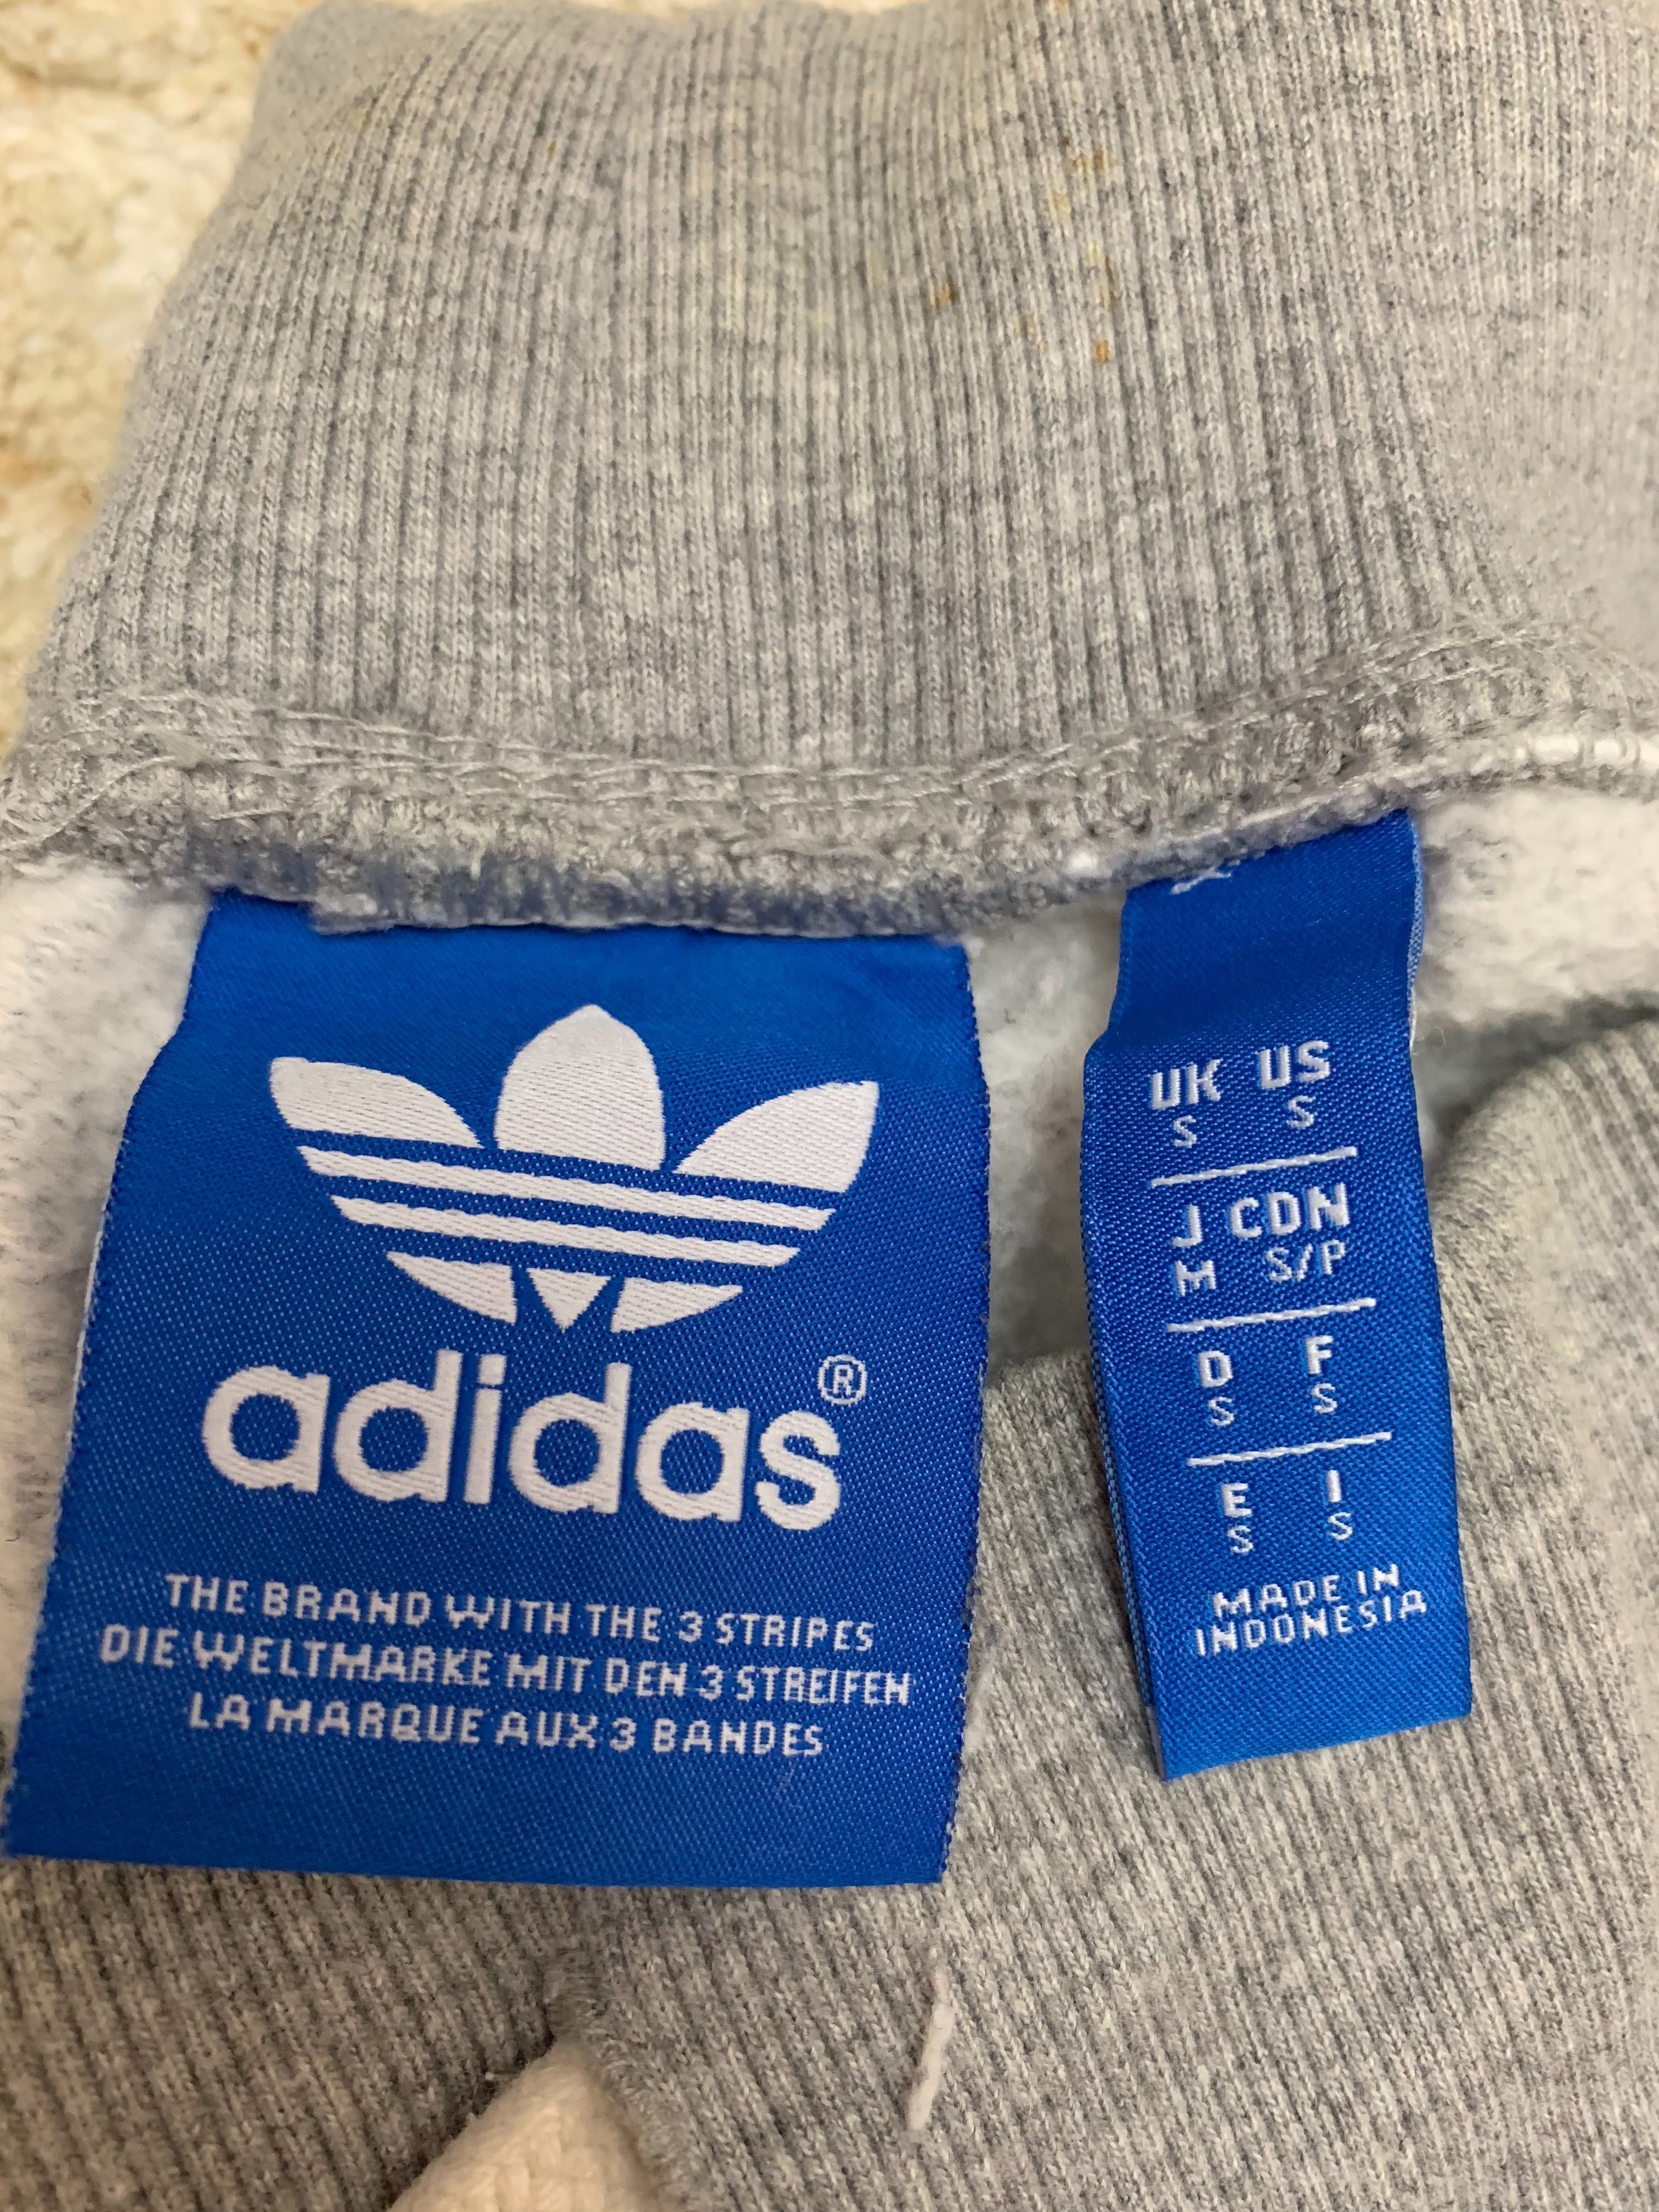 adidas®
THE BRAND WITH THE 3 STRIPES
DIE WELTMARKE MIT DEN 3 STREIFEN
LA MARQUE AUX 3 BANDES
UK US
S S
J CDN
M S/P
D F
S S
E I
S S
MADE IN
INDONESIA